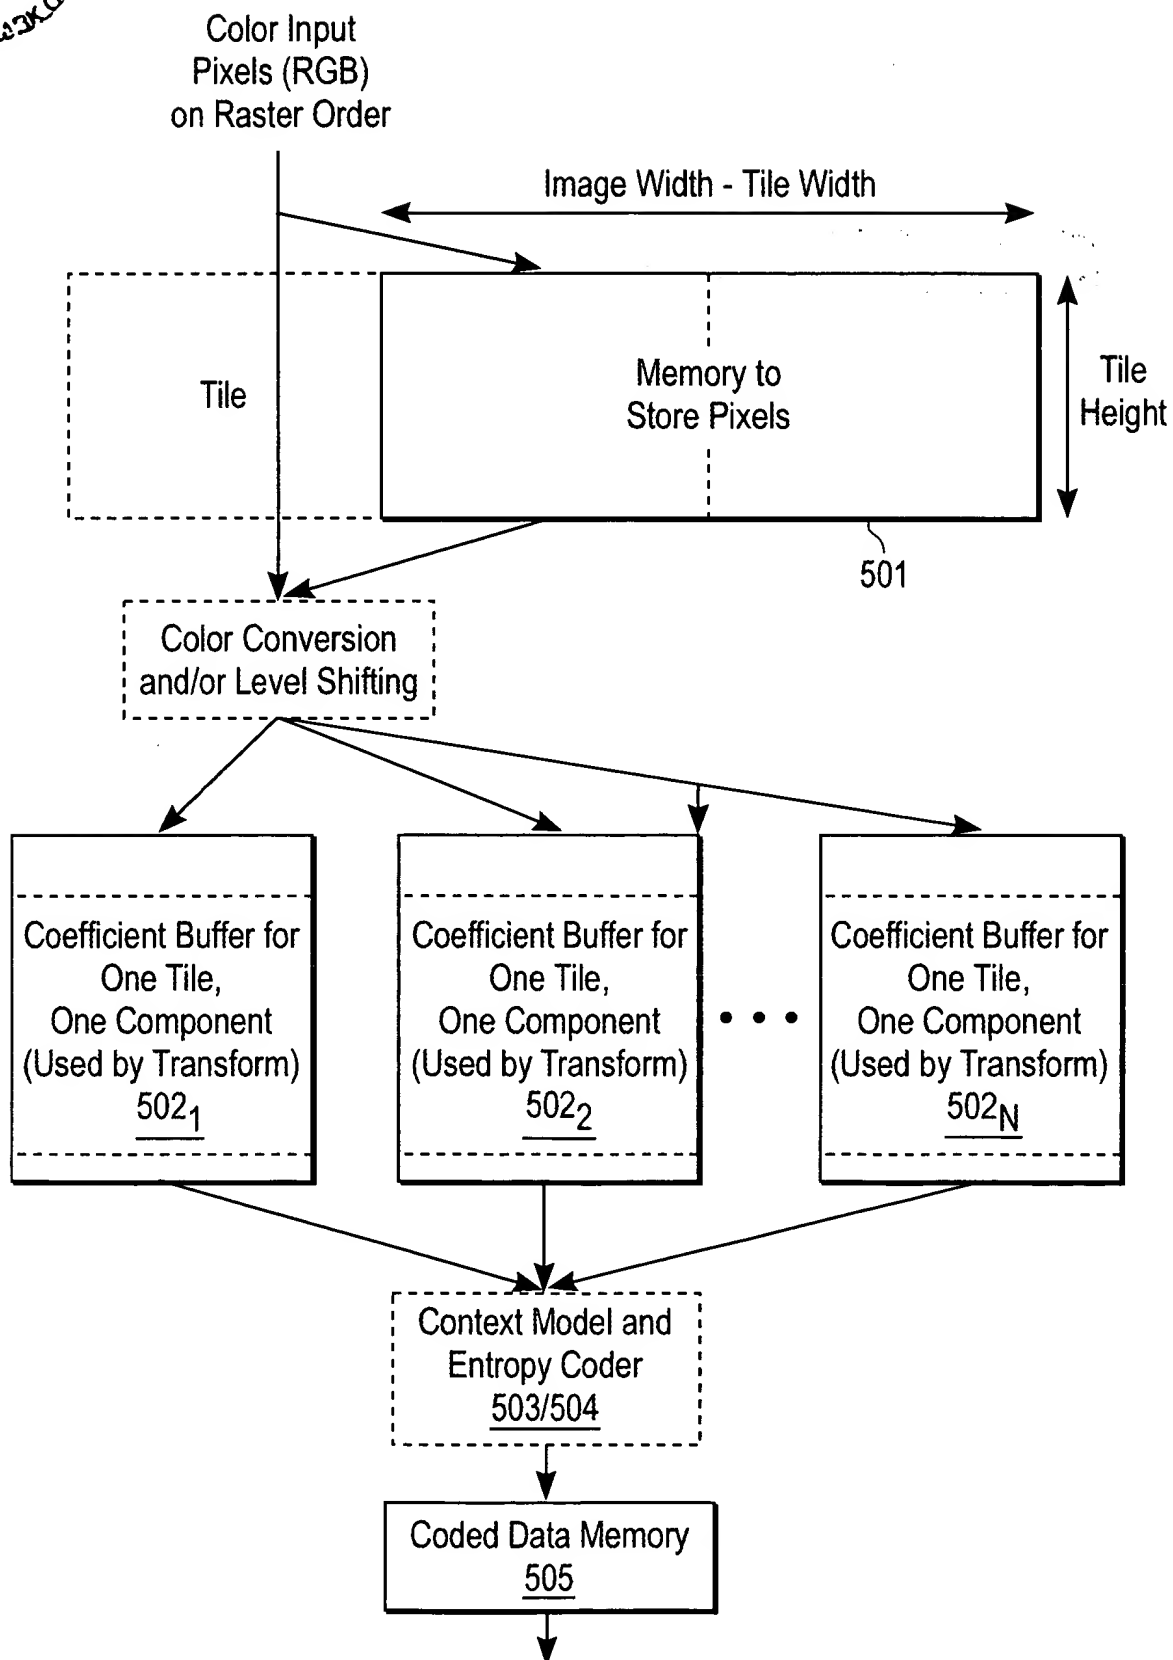 Color Input
Pixels (RGB)
on Raster Order
Image Width - Tile Width
Tile
Memory to
Store Pixels
Tile
Height
501
Color Conversion
and/or Level Shifting
Coefficient Buffer for
One Tile,
One Component
(Used by Transform)
502₁
Coefficient Buffer for
One Tile,
One Component
(Used by Transform)
502₂
Coefficient Buffer for
One Tile,
One Component
(Used by Transform)
502N
Context Model and
Entropy Coder
503/504
Coded Data Memory
505